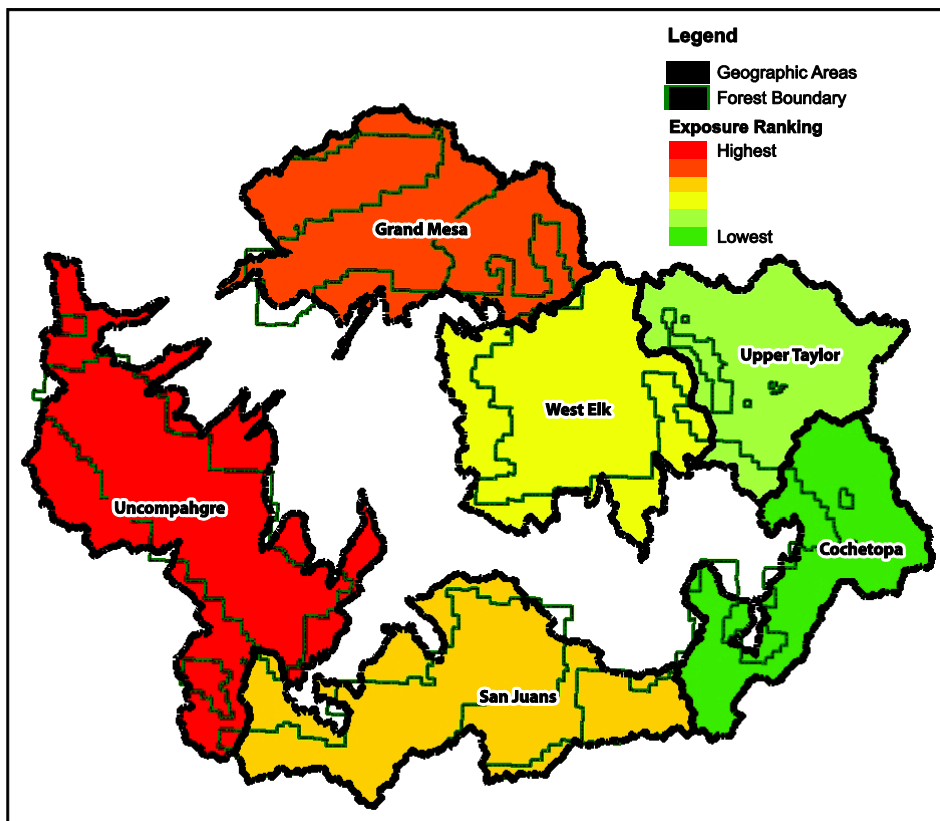 Legend
Geographic Areas
Forest Boundary
Exposure Ranking
Highest
Lowest
Grand Mesa
Upper Taylor
West Elk
Uncompahgre
Cochetopa
San Juans